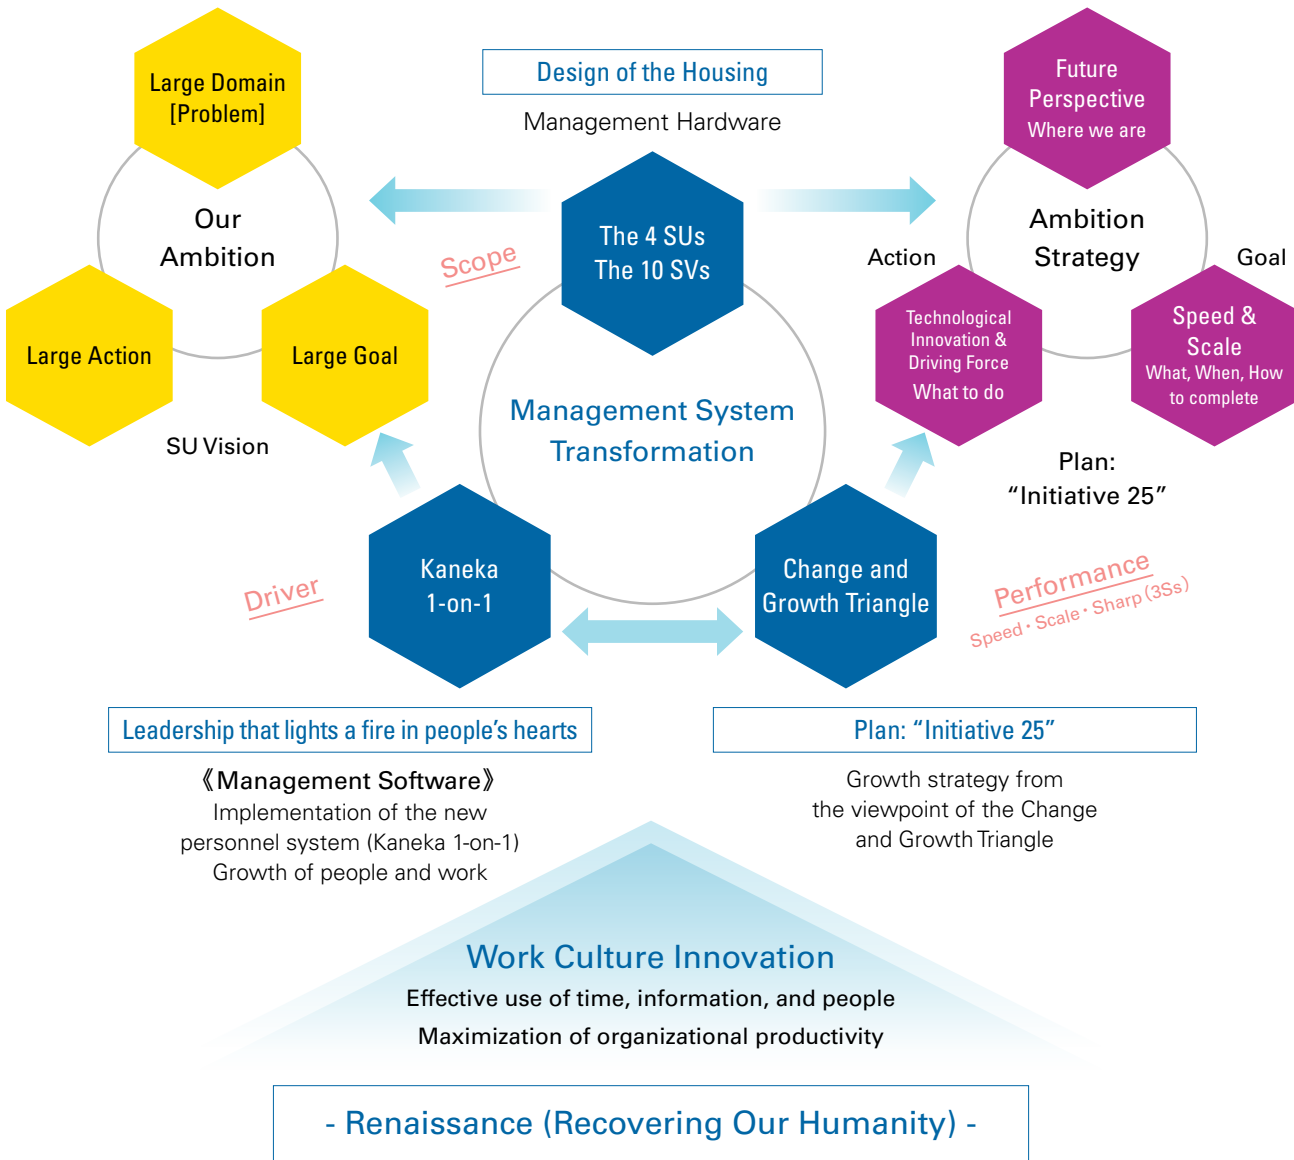 Large Domain
[Problem]
Our
Ambition
Large Action
Large Goal
SU Vision
Design of the Housing
Management Hardware
The 4 SUs
The 10 SVs
Scope
Management System
Transformation
Future
Perspective
Where we are
Ambition
Strategy
Action
Goal
Technological
Innovation &
Driving Force
What to do
Speed &
Scale
What, When, How
to complete
Plan:
“Initiative 25”
Driver
Kaneka
1-on-1
Change and
Growth Triangle
Performance
Speed・Scale・Sharp (3Ss)
Leadership that lights a fire in people’s hearts
《Management Software》
Implementation of the new
personnel system (Kaneka 1-on-1)
Growth of people and work
Plan: “Initiative 25”
Growth strategy from
the viewpoint of the Change
and Growth Triangle
Work Culture Innovation
Effective use of time, information, and people
Maximization of organizational productivity
- Renaissance (Recovering Our Humanity) -